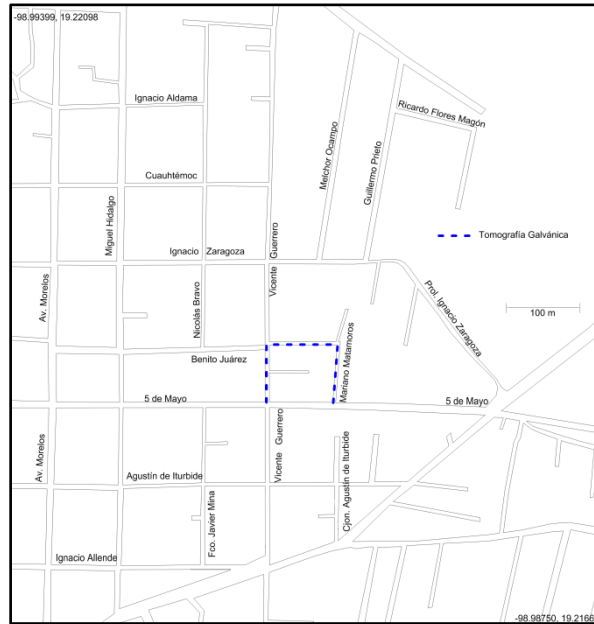 -98.99399, 19.22098
Ignacio Aldama
Ricardo Flores Magón
Melchor Ocampo
Guillermo Prieto
Cuauhtémoc
Miguel Hidalgo
Vicente Guerrero
Tomografía Galvánica
Ignacio Zaragoza
Av. Morelos
Nicolás Bravo
Prol. Ignacio Zaragoza
100 m
Mariano Matamoros
Benito Juárez
5 de Mayo
5 de Mayo
Av. Morelos
Vicente Guerrero
Cjon. Agustín de Iturbide
Agustín de Iturbide
Fco. Javier Mina
Ignacio Allende
-98.98750, 19.2166